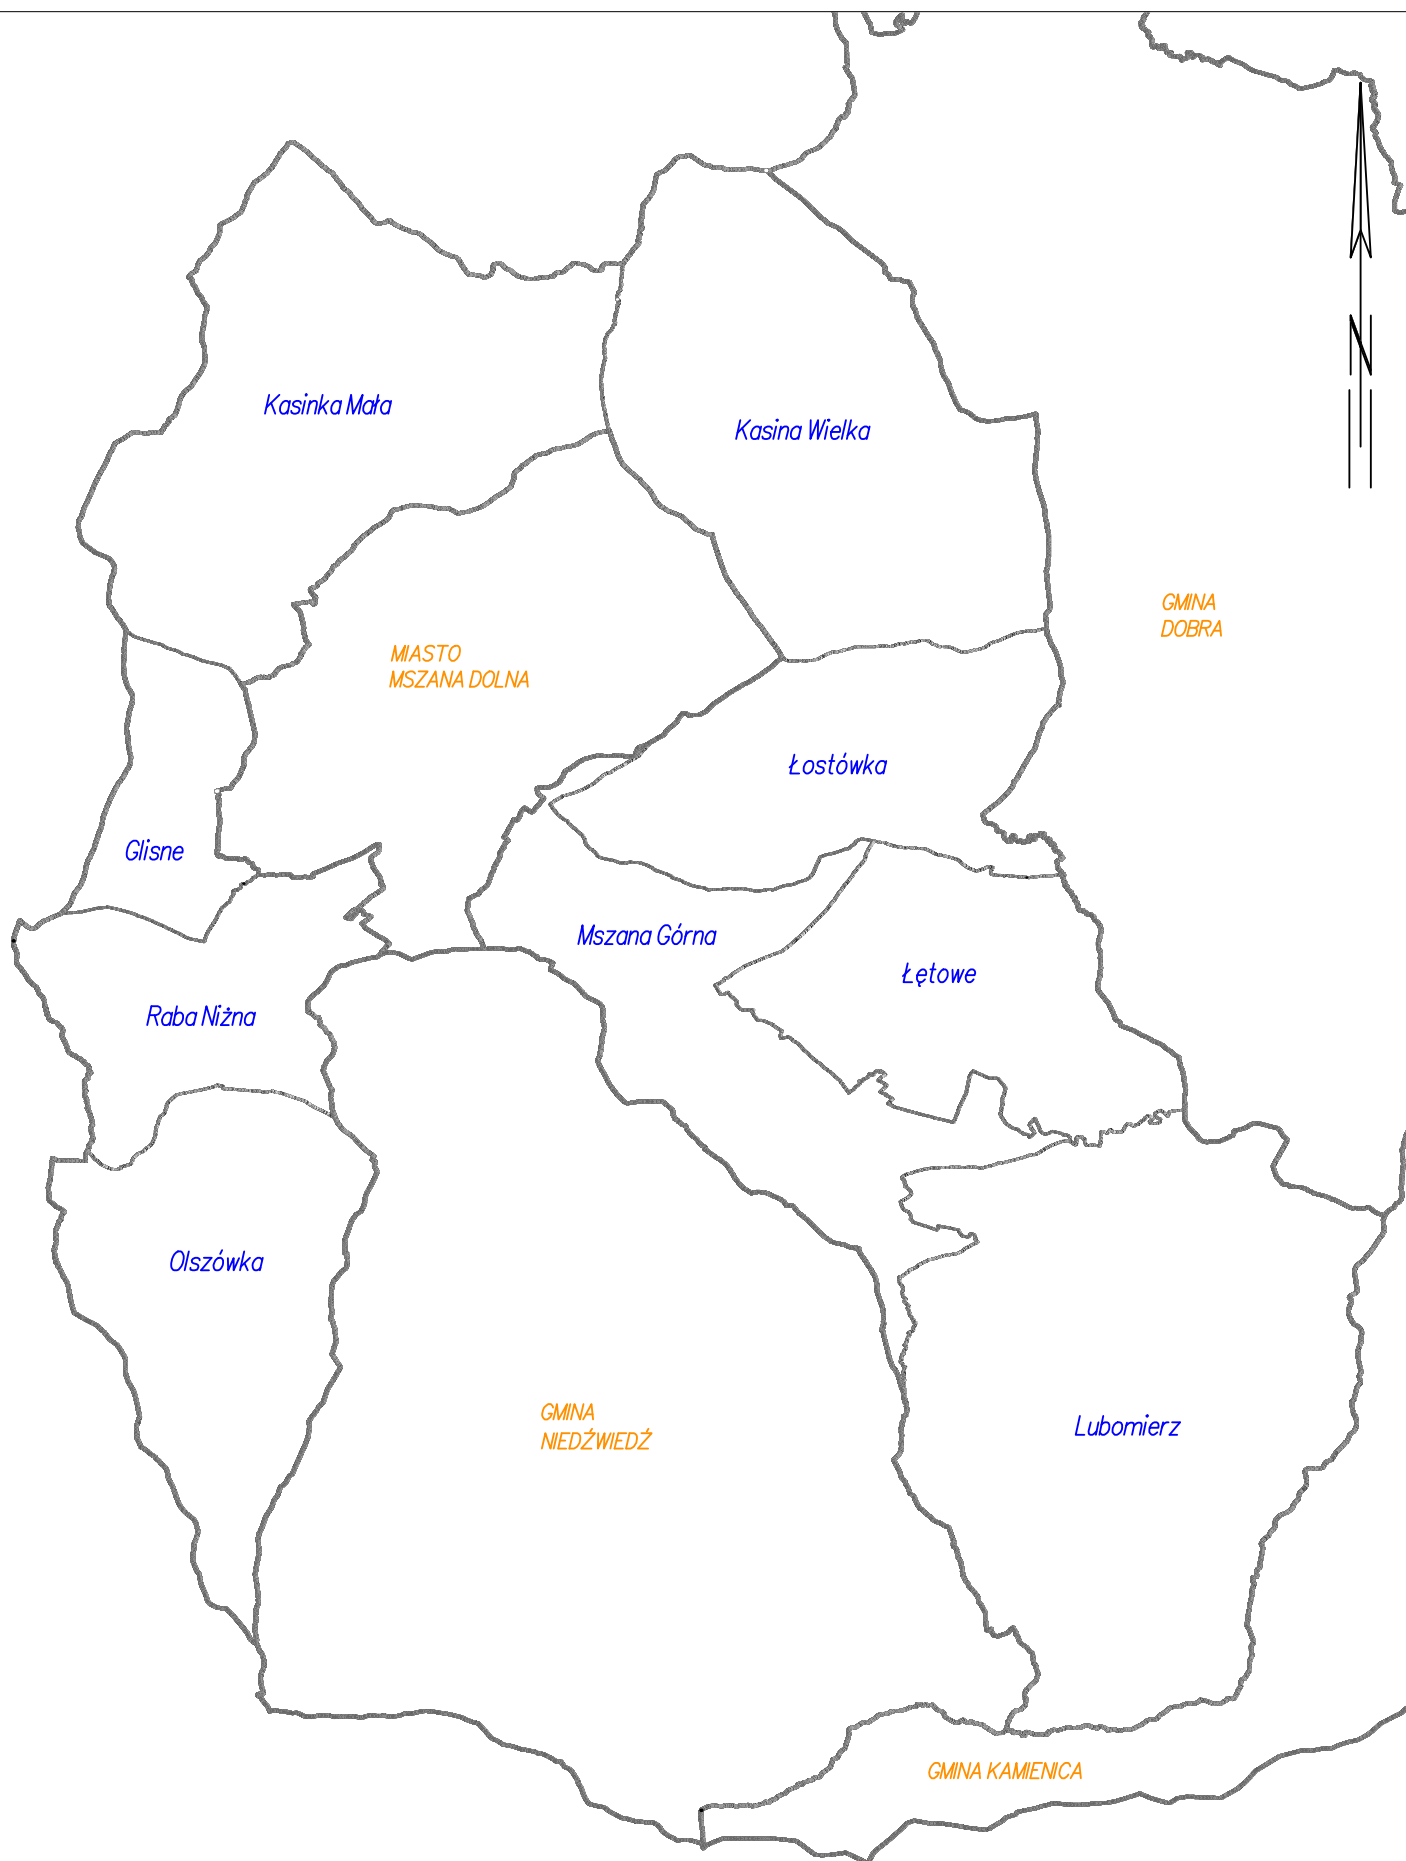 N
Kasinka Mała
Kasina Wielka
GMINA
DOBRA
MIASTO
MSZANA DOLNA
Łostówka
Glisne
Mszana Górna
Łętowe
Raba Niżna
Olszówka
GMINA
NIEDŹWIEDŹ
Lubomierz
GMINA KAMIENICA